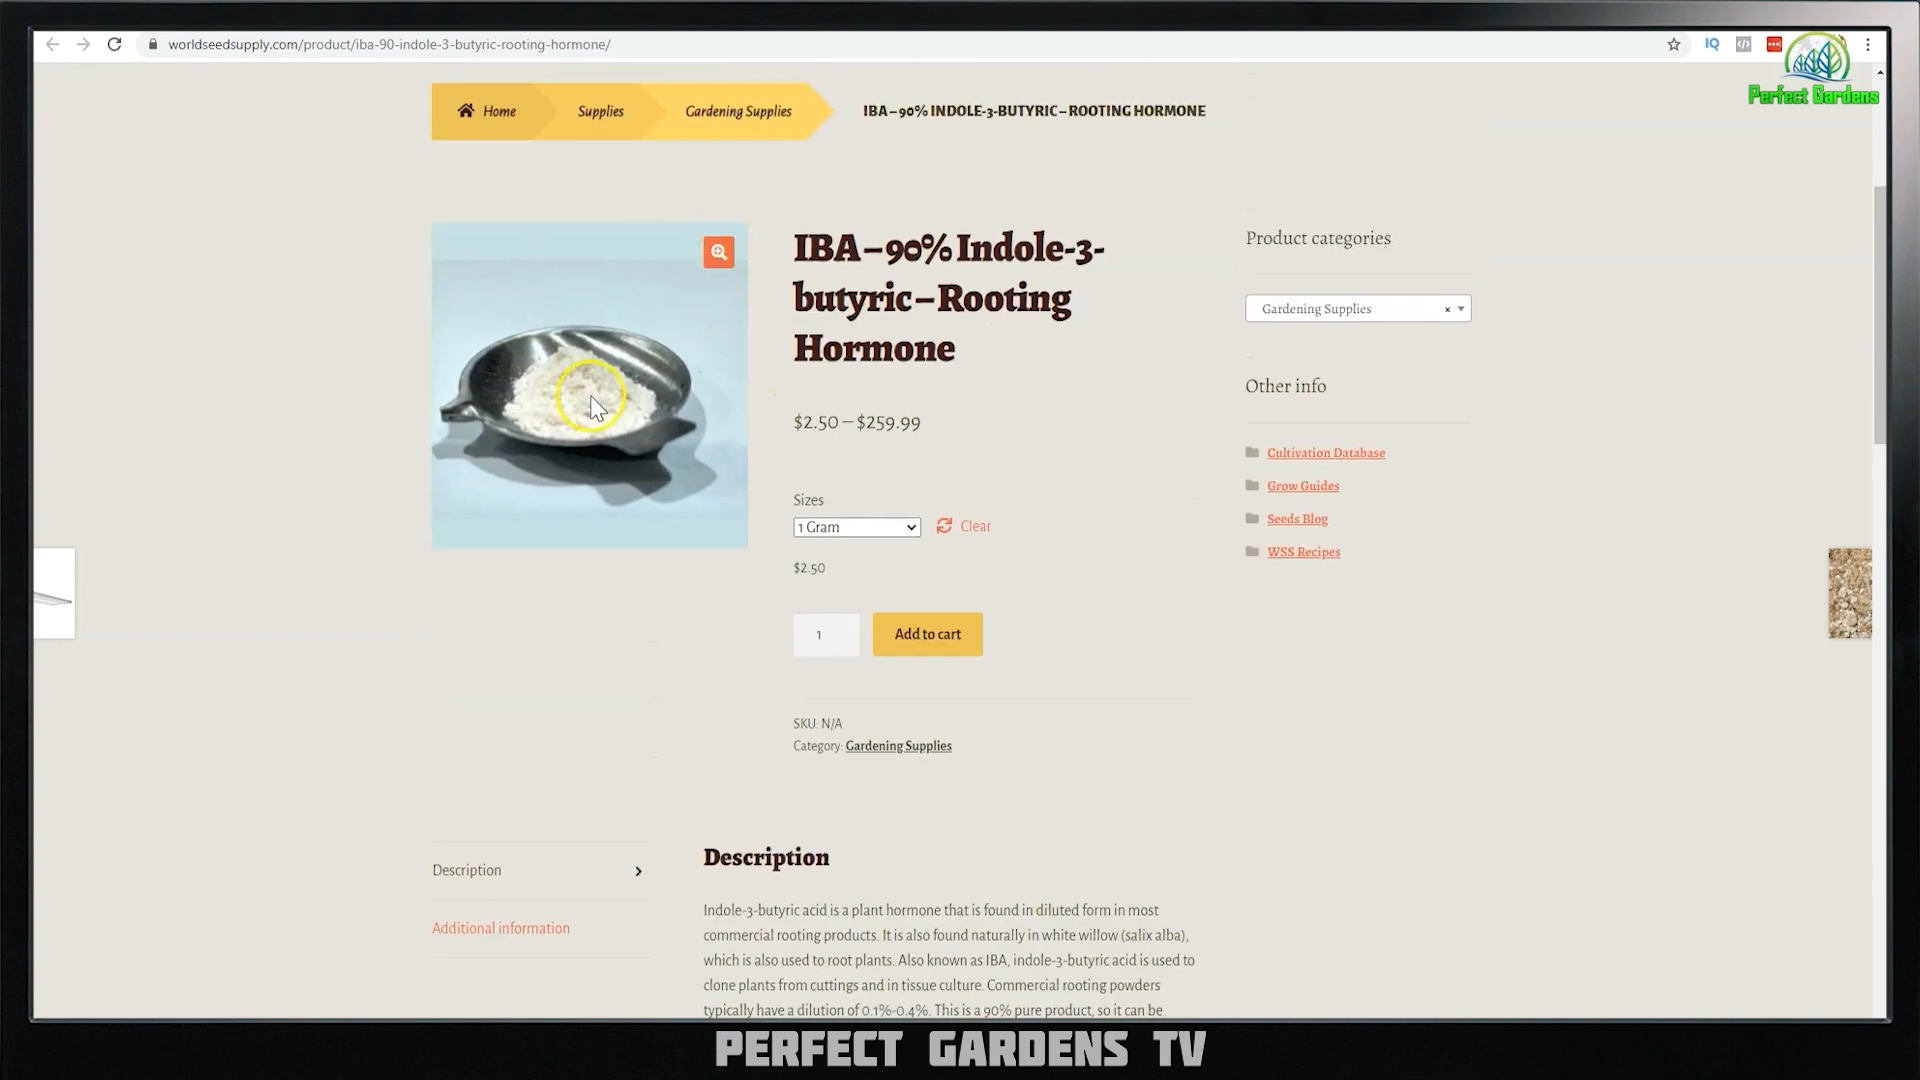 worldseedsupply.com/product/iba-90-indole-3-butyric-rooting-hormone/
IQ
Perfect Gardens
Home
Supplies
Gardening Supplies
IBA – 90% INDOLE-3-BUTYRIC – ROOTING HORMONE
IBA – 90% Indole-3-
butyric – Rooting
Hormone
$2.50 – $259.99
Sizes
1 Gram
Clear
$2.50
1
Add to cart
SKU: N/A
Category: Gardening Supplies
Product categories
Gardening Supplies
×
Other info
Cultivation Database
Grow Guides
Seeds Blog
WSS Recipes
Description
Additional information
Description
Indole-3-butyric acid is a plant hormone that is found in diluted form in most
commercial rooting products. It is also found naturally in white willow (salix alba),
which is also used to root plants. Also known as IBA, indole-3-butyric acid is used to
clone plants from cuttings and in tissue culture. Commercial rooting powders
typically have a dilution of 0.1%-0.4%. This is a 90% pure product, so it can be
PERFECT GARDENS TV